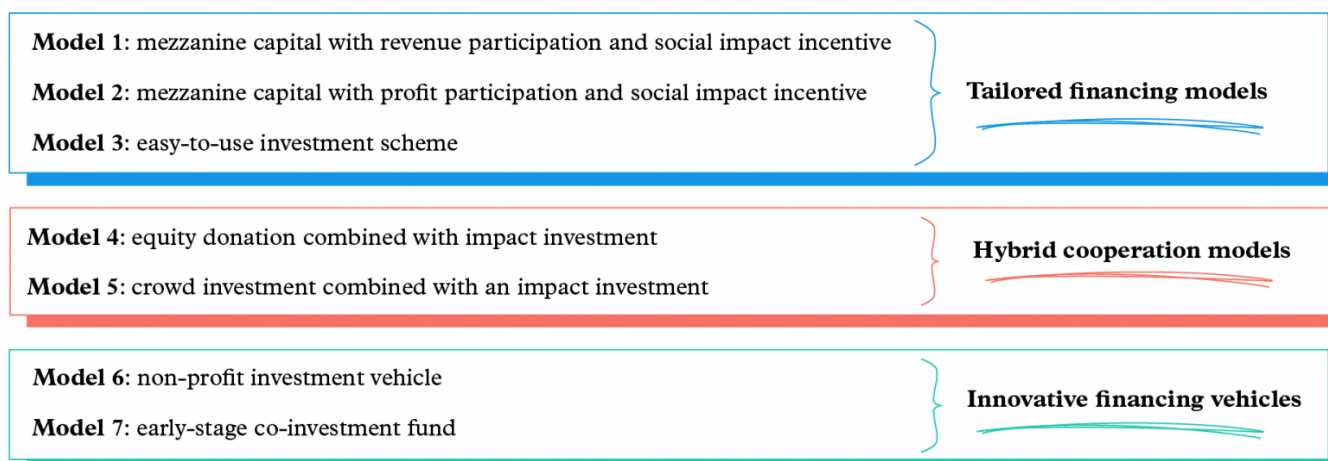 Model 1: mezzanine capital with revenue participation and social impact incentive
Model 2: mezzanine capital with profit participation and social impact incentive
Model 3: easy-to-use investment scheme
Tailored financing models
Model 4: equity donation combined with impact investment
Model 5: crowd investment combined with an impact investment
Hybrid cooperation models
Model 6: non-profit investment vehicle
Model 7: early-stage co-investment fund
Innovative financing vehicles